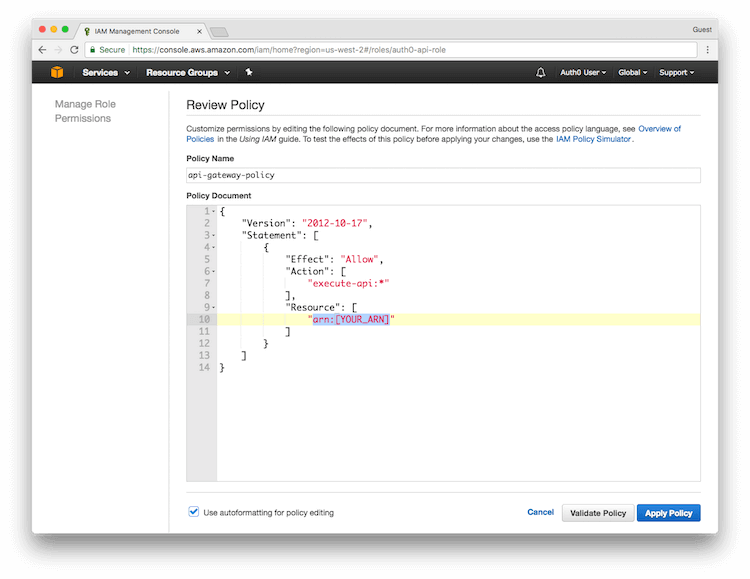 IAM Management Console
Guest
Secure https://console.aws.amazon.com/iam/home?region=us-west-2#/roles/auth0-api-role
Services Resource Groups Auth0 User Global Support
Manage Role Permissions
Review Policy
Customize permissions by editing the following policy document. For more information about the access policy language, see Overview of
Policies in the Using IAM guide. To test the effects of this policy before applying your changes, use the IAM Policy Simulator.
Policy Name
api-gateway-policy
Policy Document
1 {
2 "Version": "2012-10-17",
3 "Statement": [
4 {
5 "Effect": "Allow",
6 "Action": [
7 "execute-api:*"
8 ],
9 "Resource": [
10 "arn:[YOUR_ARN]"
11 ]
12 }
13 ]
14 }
Use autoformatting for policy editing
Cancel Validate Policy Apply Policy